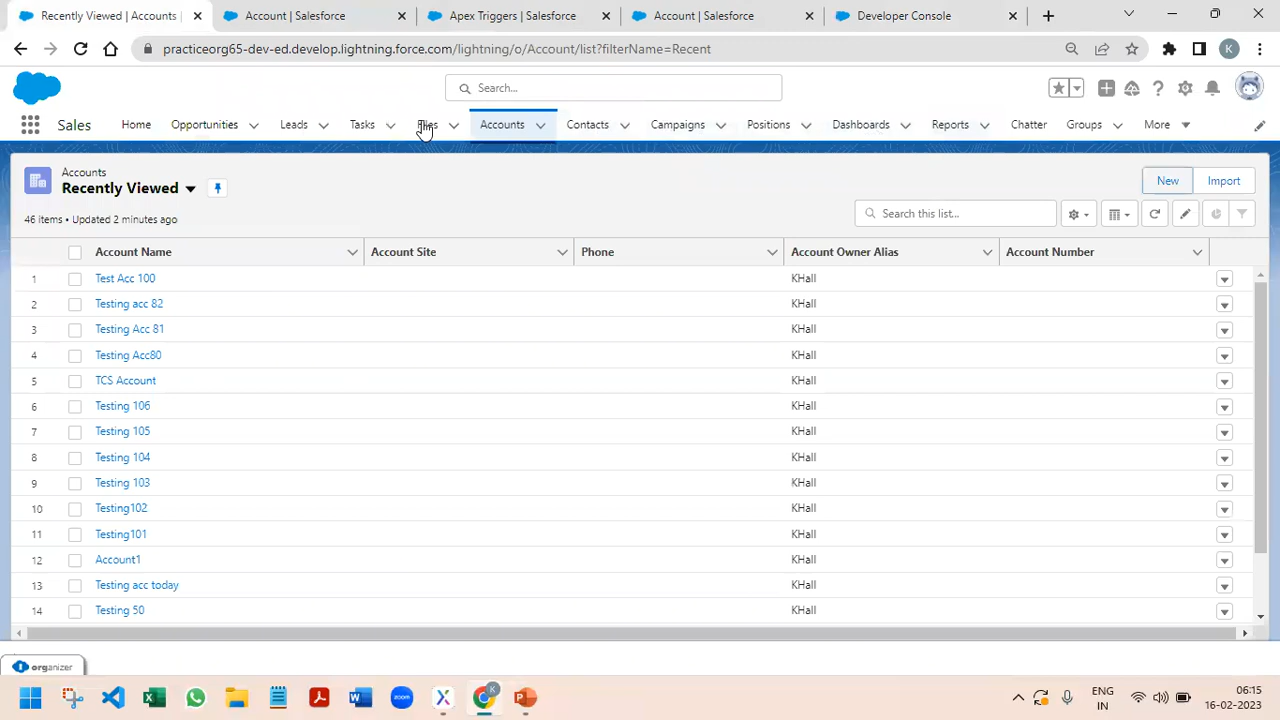 Recently Viewed | Accounts
Account | Salesforce
Apex Triggers | Salesforce
Account | Salesforce
Developer Console
practiceorg65-dev-ed.develop.lightning.force.com/lightning/o/Account/list?filterName=Recent
K
Search...
Sales
Home
Opportunities
Leads
Tasks
Files
Accounts
Contacts
Campaigns
Positions
Dashboards
Reports
Chatter
Groups
More
Accounts
Recently Viewed
New
Import
46 items • Updated 2 minutes ago
Search this list...
Account Name
Account Site
Phone
Account Owner Alias
Account Number
1 Test Acc 100 KHall
2 Testing acc 82 KHall
3 Testing Acc 81 KHall
4 Testing Acc80 KHall
5 TCS Account KHall
6 Testing 106 KHall
7 Testing 105 KHall
8 Testing 104 KHall
9 Testing 103 KHall
10 Testing102 KHall
11 Testing101 KHall
12 Account1 KHall
13 Testing acc today KHall
14 Testing 50 KHall
organizer
zoom
K
ENG
IN
06:15
16-02-2023